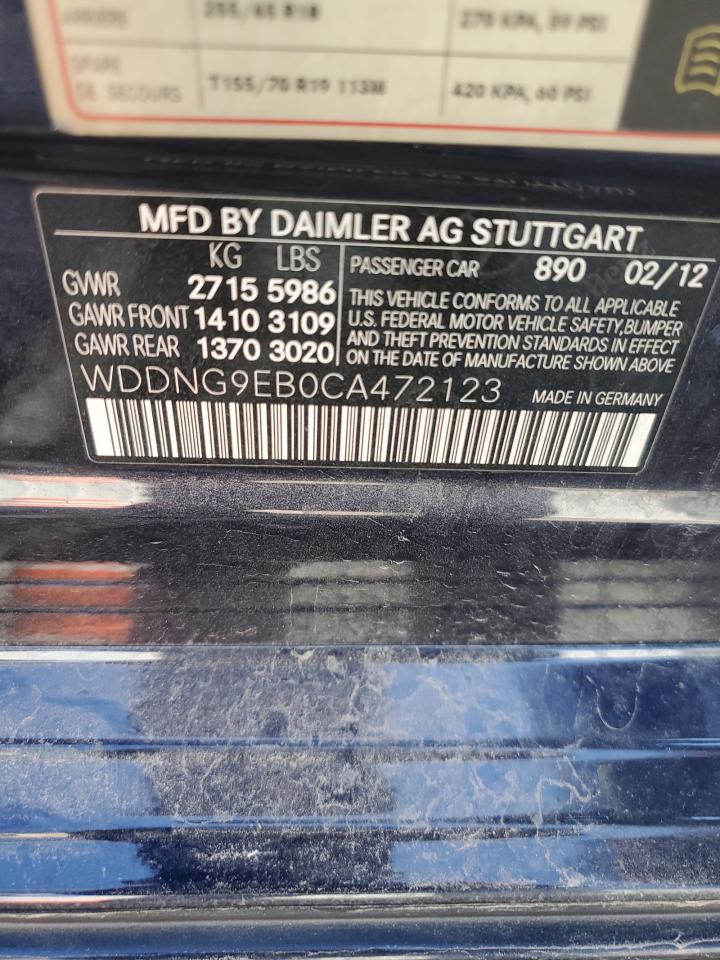 255/45 R18 270 KPA, 39 PSI
SPARE
DE SECOURS T155/70 R19 113M 420 KPA, 60 PSI
MFD BY DAIMLER AG STUTTGART
KG LBS PASSENGER CAR 890 02/12
GVWR 2715 5986
GAWR FRONT 1410 3109
GAWR REAR 1370 3020
THIS VEHICLE CONFORMS TO ALL APPLICABLE
U.S. FEDERAL MOTOR VEHICLE SAFETY,BUMPER
AND THEFT PREVENTION STANDARDS IN EFFECT
ON THE DATE OF MANUFACTURE SHOWN ABOVE
WDDNG9EB0CA472123 MADE IN GERMANY